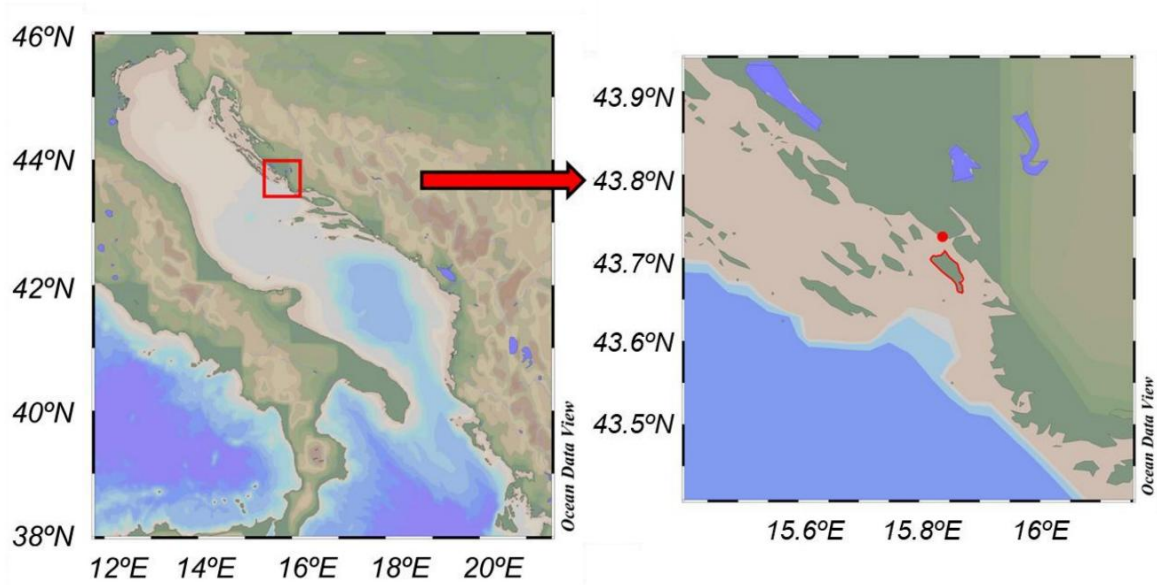 46ºN
44ºN
42ºN
40ºN
38ºN
12ºE 14ºE 16ºE 18ºE 20ºE
Ocean Data View
43.9ºN
43.8ºN
43.7ºN
43.6ºN
43.5ºN
15.6ºE 15.8ºE 16ºE
Ocean Data View